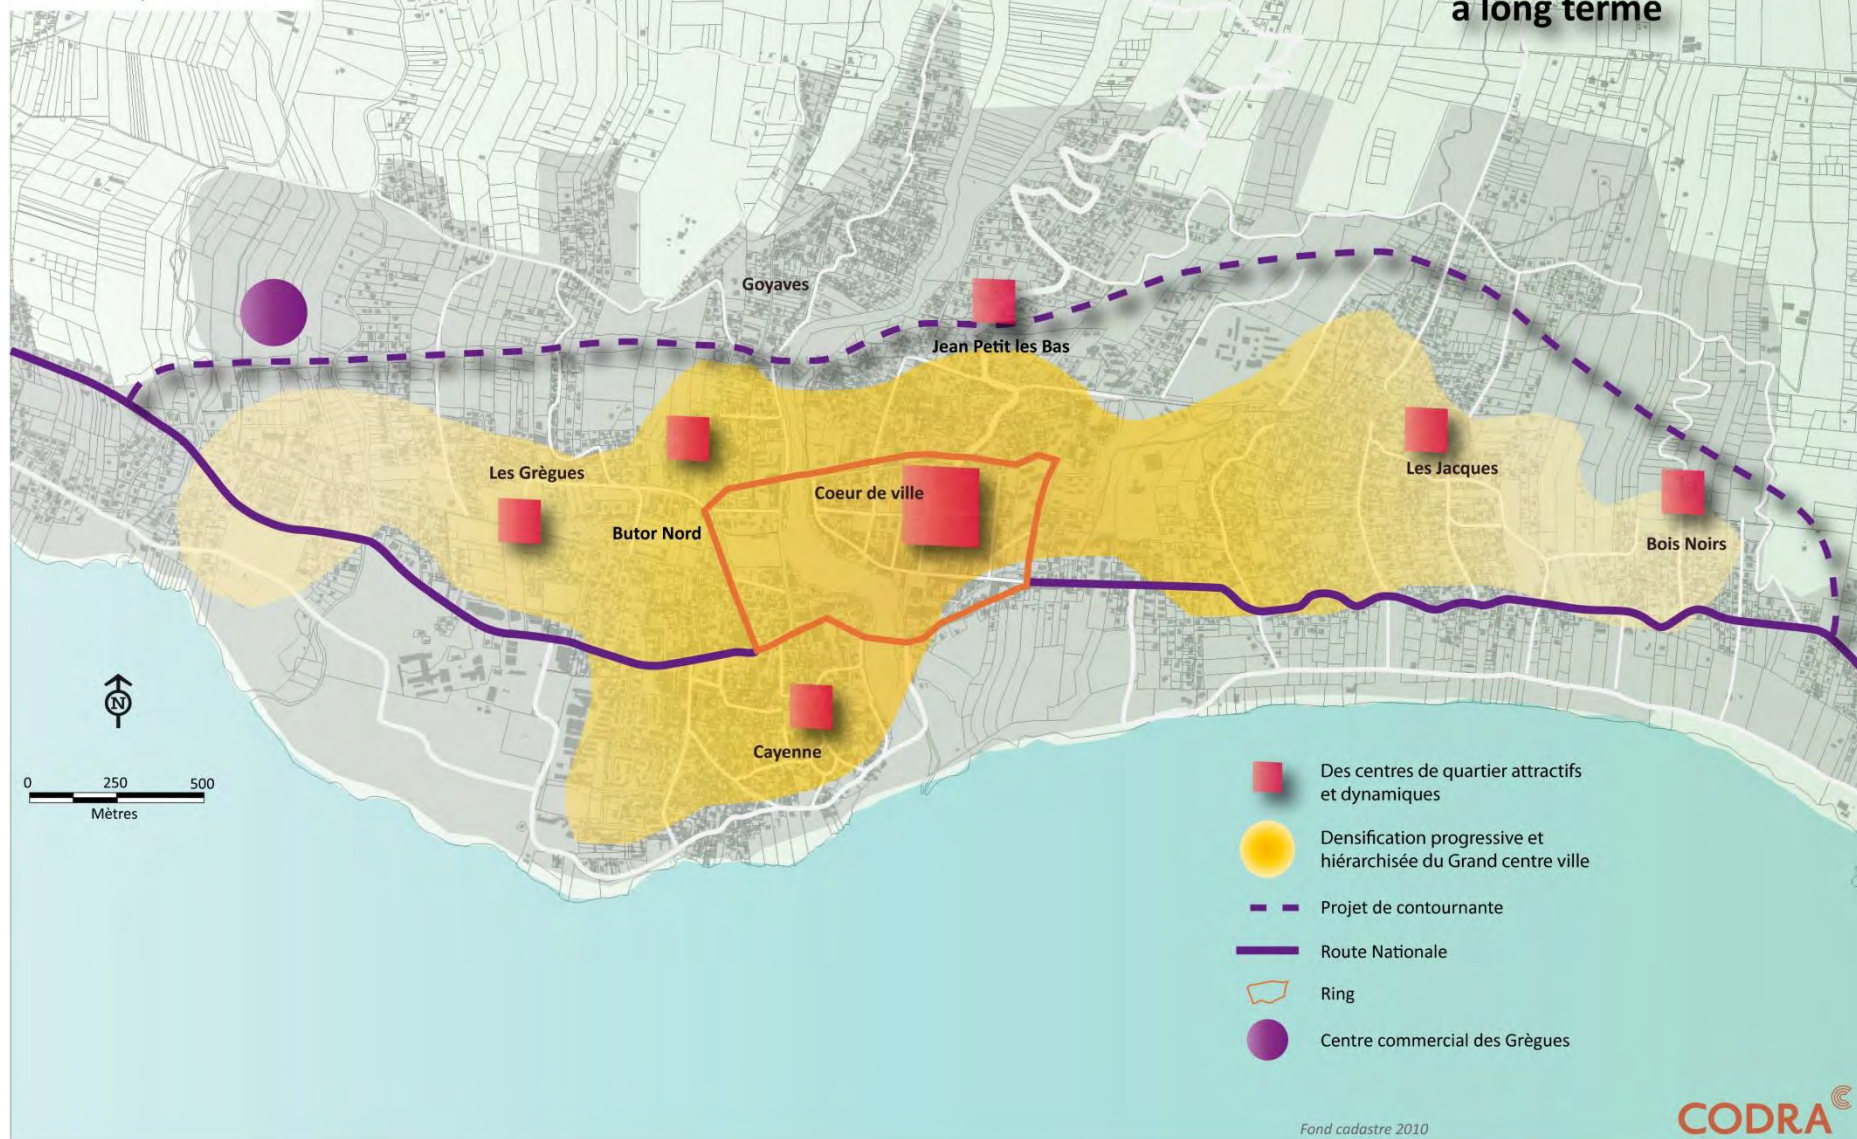 à long terme
Goyaves
Jean Petit les Bas
Les Grègues
Coeur de ville
Les Jacques
Butor Nord
Bois Noirs
Cayenne
N
0 250 500
Mètres
Des centres de quartier attractifs
et dynamiques
Densification progressive et
hiérarchisée du Grand centre ville
Projet de contournante
Route Nationale
Ring
Centre commercial des Grègues
Fond cadastre 2010
CODRA